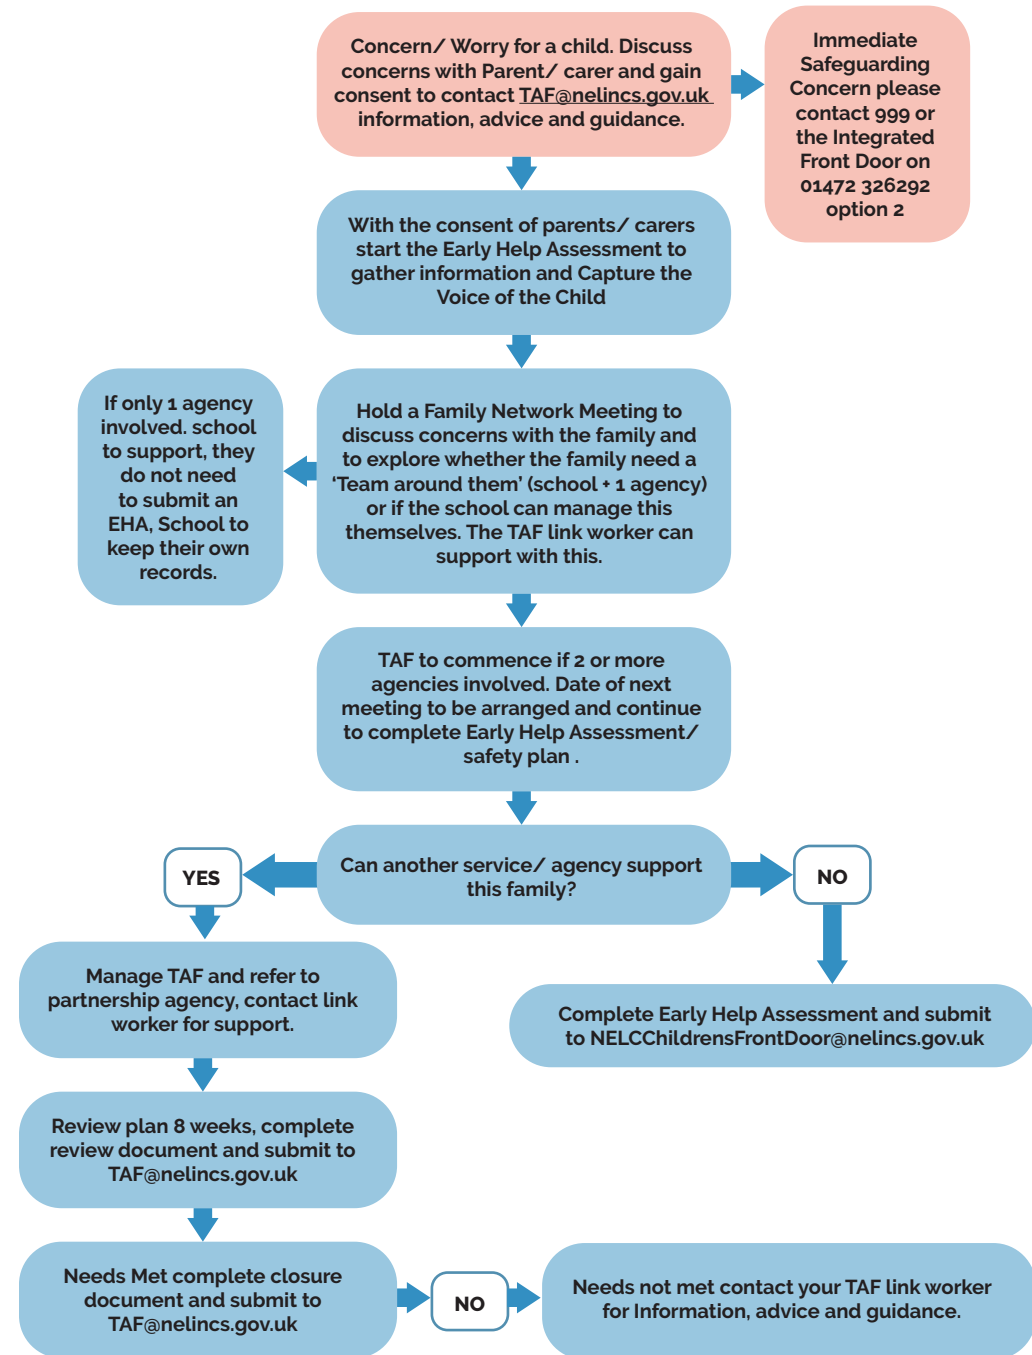 Concern/ Worry for a child. Discuss
concerns with Parent/ carer and gain
consent to contact TAF@nelincs.gov.uk
information, advice and guidance.
Immediate
Safeguarding
Concern please
contact 999 or
the Integrated
Front Door on
01472 326292
option 2
With the consent of parents/ carers
start the Early Help Assessment to
gather information and Capture the
Voice of the Child
If only 1 agency
involved. school
to support, they
do not need
to submit an
EHA, School to
keep their own
records.
Hold a Family Network Meeting to
discuss concerns with the family and
to explore whether the family need a
‘Team around them’ (school + 1 agency)
or if the school can manage this
themselves. The TAF link worker can
support with this.
TAF to commence if 2 or more
agencies involved. Date of next
meeting to be arranged and continue
to complete Early Help Assessment/
safety plan .
Can another service/ agency support
this family?
YES
NO
Manage TAF and refer to
partnership agency, contact link
worker for support.
Complete Early Help Assessment and submit
to NELCChildrensFrontDoor@nelincs.gov.uk
Review plan 8 weeks, complete
review document and submit to
TAF@nelincs.gov.uk
Needs Met complete closure
document and submit to
TAF@nelincs.gov.uk
NO
Needs not met contact your TAF link worker
for Information, advice and guidance.